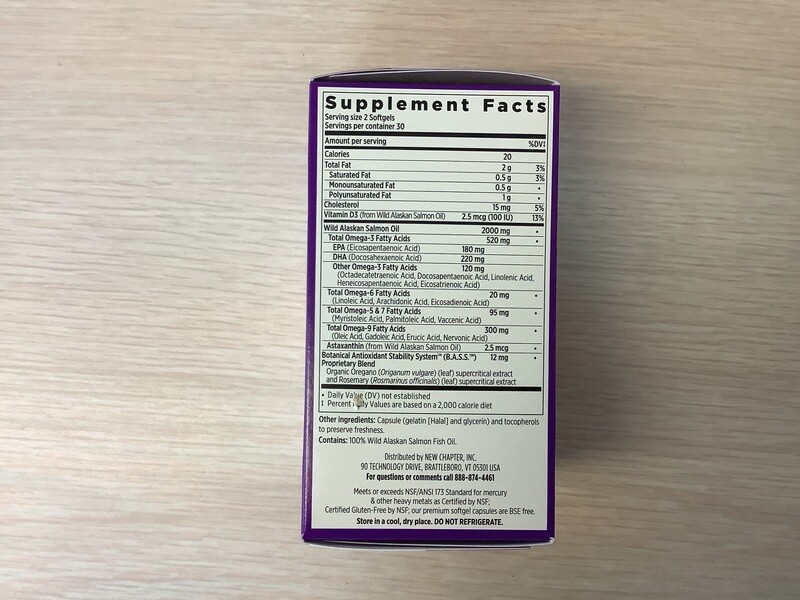 Supplement Facts
Serving size 2 Softgels
Servings per container 30
Amount per serving %DV‡
Calories 20
Total Fat 2 g 3%
Saturated Fat 0.5 g 3%
Monounsaturated Fat 0.5 g •
Polyunsaturated Fat 1 g •
Cholesterol 15 mg 5%
Vitamin D3 (from Wild Alaskan Salmon Oil) 2.5 mcg (100 IU) 13%
Wild Alaskan Salmon Oil 2000 mg •
Total Omega-3 Fatty Acids 520 mg •
EPA (Eicosapentaenoic Acid) 180 mg
DHA (Docosahexaenoic Acid) 220 mg
Other Omega-3 Fatty Acids 120 mg
(Octadecatetraenoic Acid, Docosapentaenoic Acid, Linolenic Acid,
Heneicosapentaenoic Acid, Eicosatrienoic Acid)
Total Omega-6 Fatty Acids 20 mg •
(Linoleic Acid, Arachidonic Acid, Eicosadienoic Acid)
Total Omega-5 & 7 Fatty Acids 95 mg •
(Myristoleic Acid, Palmitoleic Acid, Vaccenic Acid)
Total Omega-9 Fatty Acids 300 mg •
(Oleic Acid, Gadoleic Acid, Erucic Acid, Nervonic Acid)
Astaxanthin (from Wild Alaskan Salmon Oil) 2.5 mcg •
Botanical Antioxidant Stability System™ (B.A.S.S.™) 12 mg •
Proprietary Blend
Organic Oregano (Origanum vulgare) (leaf) supercritical extract
and Rosemary (Rosmarinus officinalis) (leaf) supercritical extract
• Daily Value (DV) not established
‡ Percent Daily Values are based on a 2,000 calorie diet
Other ingredients: Capsule (gelatin [Halal] and glycerin) and tocopherols
to preserve freshness.
Contains: 100% Wild Alaskan Salmon Fish Oil.
Distributed by NEW CHAPTER, INC.
90 TECHNOLOGY DRIVE, BRATTLEBORO, VT 05301 USA
For questions or comments call 888-874-4461
Meets or exceeds NSF/ANSI 173 Standard for mercury
& other heavy metals as Certified by NSF;
Certified Gluten-Free by NSF; our premium softgel capsules are BSE free.
Store in a cool, dry place. DO NOT REFRIGERATE.